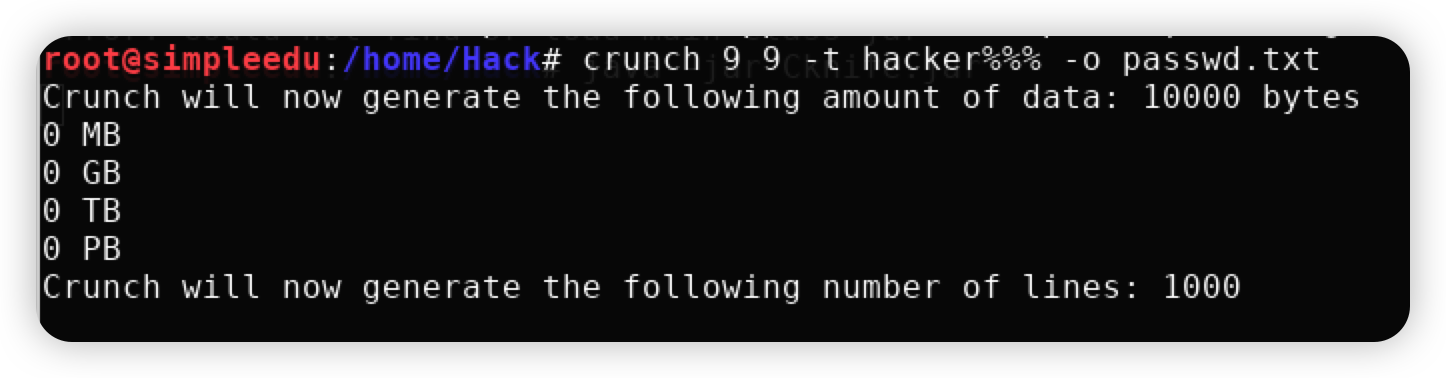 root@simpleedu:/home/Hack# crunch 9 9 -t hacker%%% -o passwd.txt
Crunch will now generate the following amount of data: 10000 bytes
0 MB
0 GB
0 TB
0 PB
Crunch will now generate the following number of lines: 1000